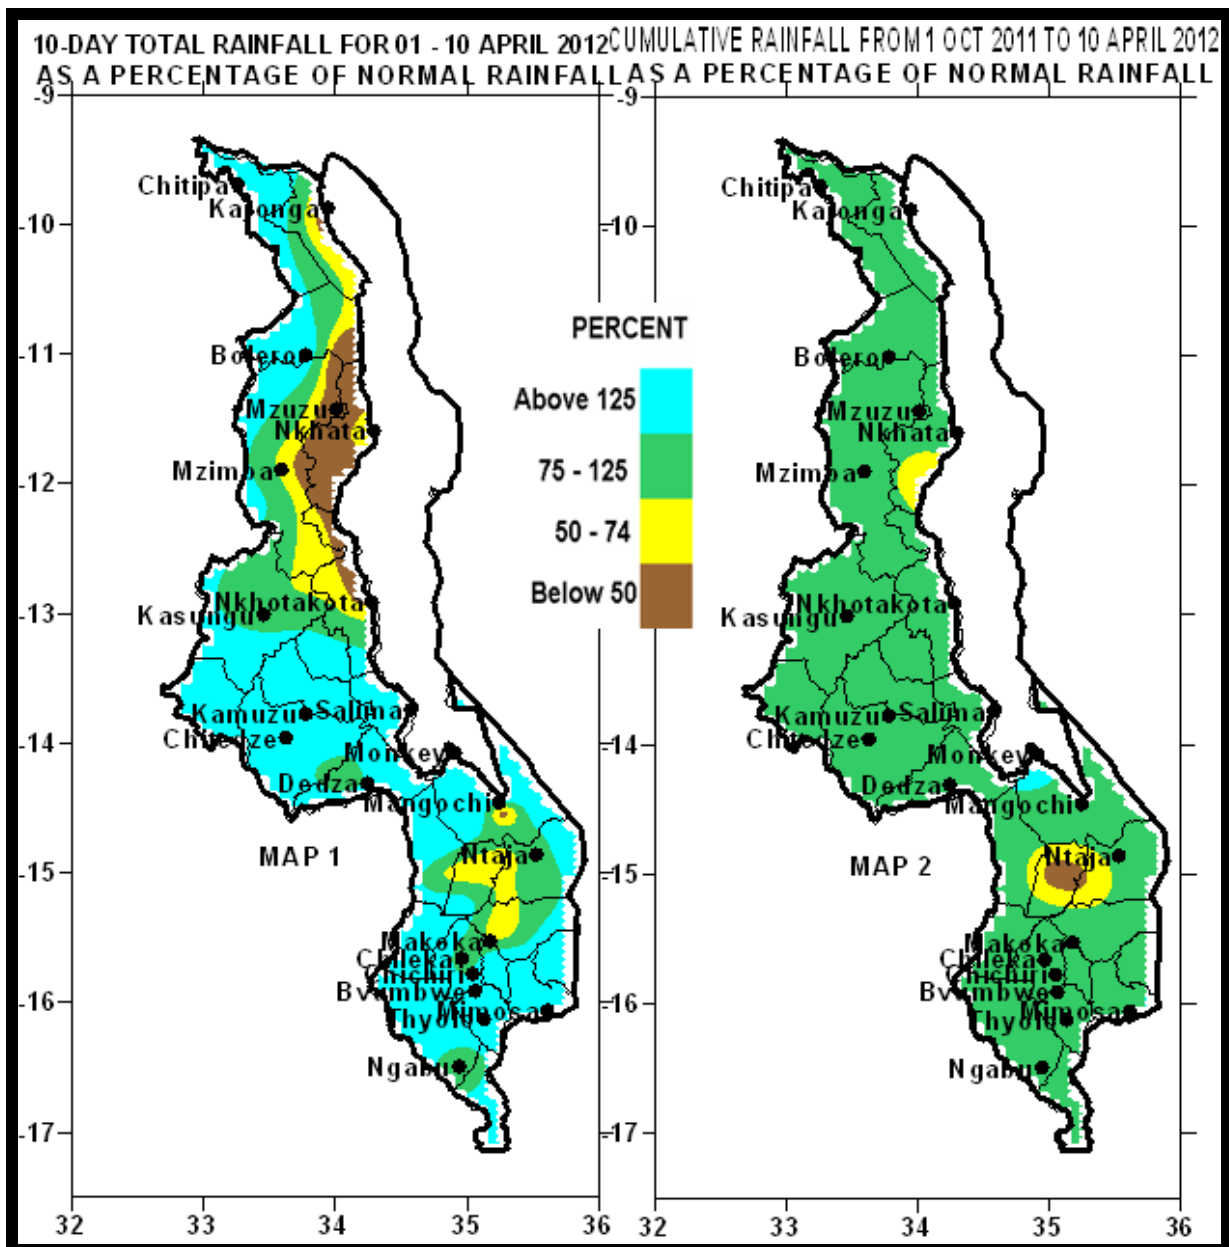 10-DAY TOTAL RAINFALL FOR 01 - 10 APRIL 2012
AS A PERCENTAGE OF NORMAL RAINFALL
CUMULATIVE RAINFALL FROM 1 OCT 2011 TO 10 APRIL 2012
AS A PERCENTAGE OF NORMAL RAINFALL
-9
-10
-11
-12
-13
-14
-15
-16
-17
32 33 34 35 36
Chitipa
Karonga
Bolero
Mzuzu
Nkhata
Mzimba
Nkhotakota
Kasungu
Kamuzu
Salima
Chitedze
Monkey
Dedza
Mangochi
MAP 1
Ntaja
Makoka
Chileka
Chichiri
Bvumbwe
Mimosa
Thyolo
Ngabu
PERCENT
Above 125
75 - 125
50 - 74
Below 50
-9
-10
-11
-12
-13
-14
-15
-16
-17
32 33 34 35 36
Chitipa
Karonga
Bolero
Mzuzu
Nkhata
Mzimba
Nkhotakota
Kasungu
Kamuzu
Salima
Chitedze
Monkey
Dedza
Mangochi
MAP 2
Ntaja
Makoka
Chileka
Chichiri
Bvumbwe
Mimosa
Thyolo
Ngabu